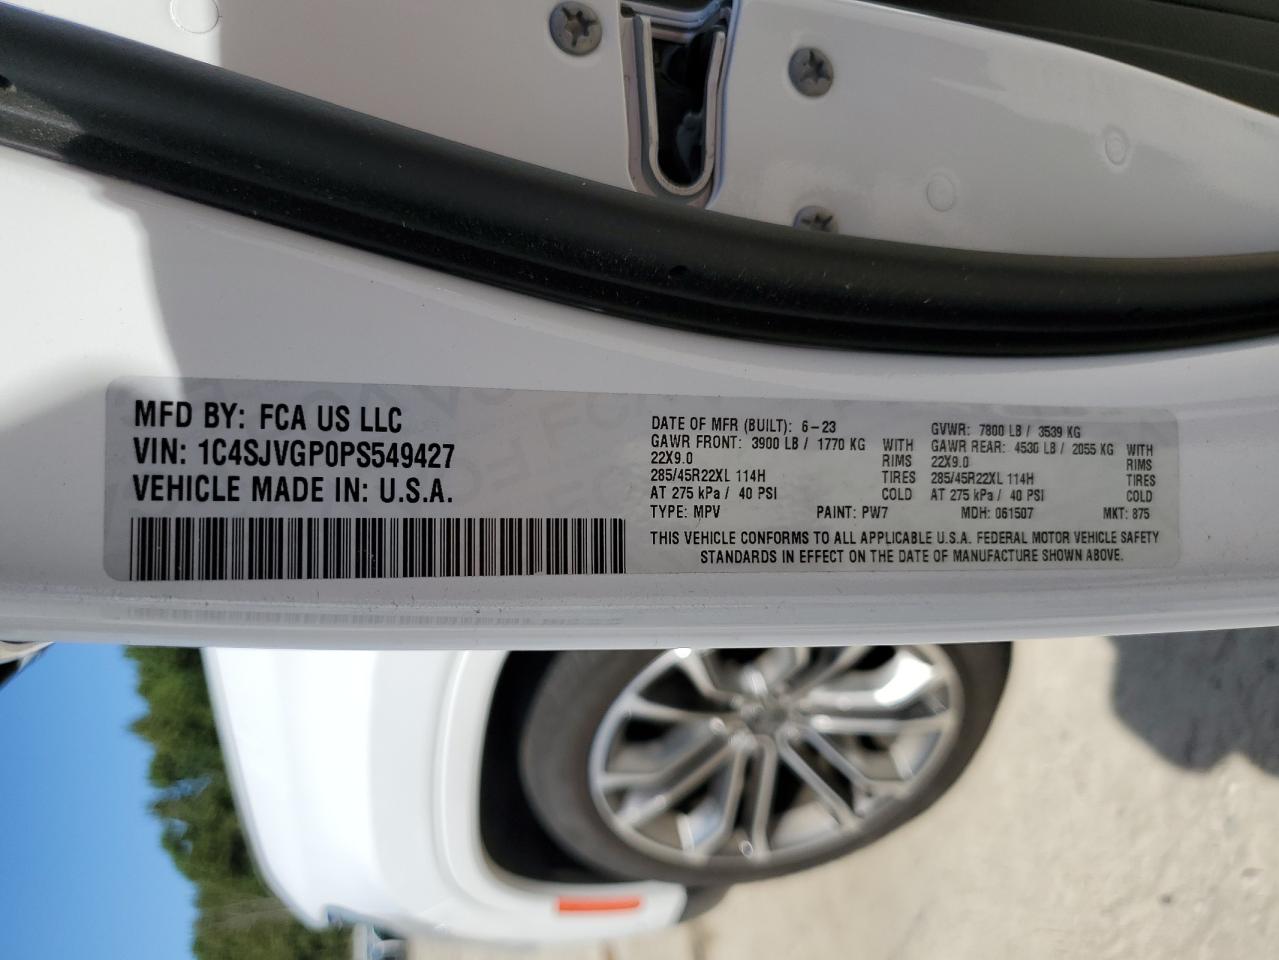 MFD BY: FCA US LLC
VIN: 1C4SJVGP0PS549427
VEHICLE MADE IN: U.S.A.
DATE OF MFR (BUILT): 6-23 GVWR: 7800 LB / 3539 KG
GAWR FRONT: 3900 LB / 1770 KG WITH GAWR REAR: 4530 LB / 2055 KG WITH
22X9.0 RIMS 22X9.0 RIMS
285/45R22XL 114H TIRES 285/45R22XL 114H TIRES
AT 275 kPa / 40 PSI COLD AT 275 kPa / 40 PSI COLD
TYPE: MPV PAINT: PW7 MDH: 061507 MKT: 875
THIS VEHICLE CONFORMS TO ALL APPLICABLE U.S.A. FEDERAL MOTOR VEHICLE SAFETY
STANDARDS IN EFFECT ON THE DATE OF MANUFACTURE SHOWN ABOVE.